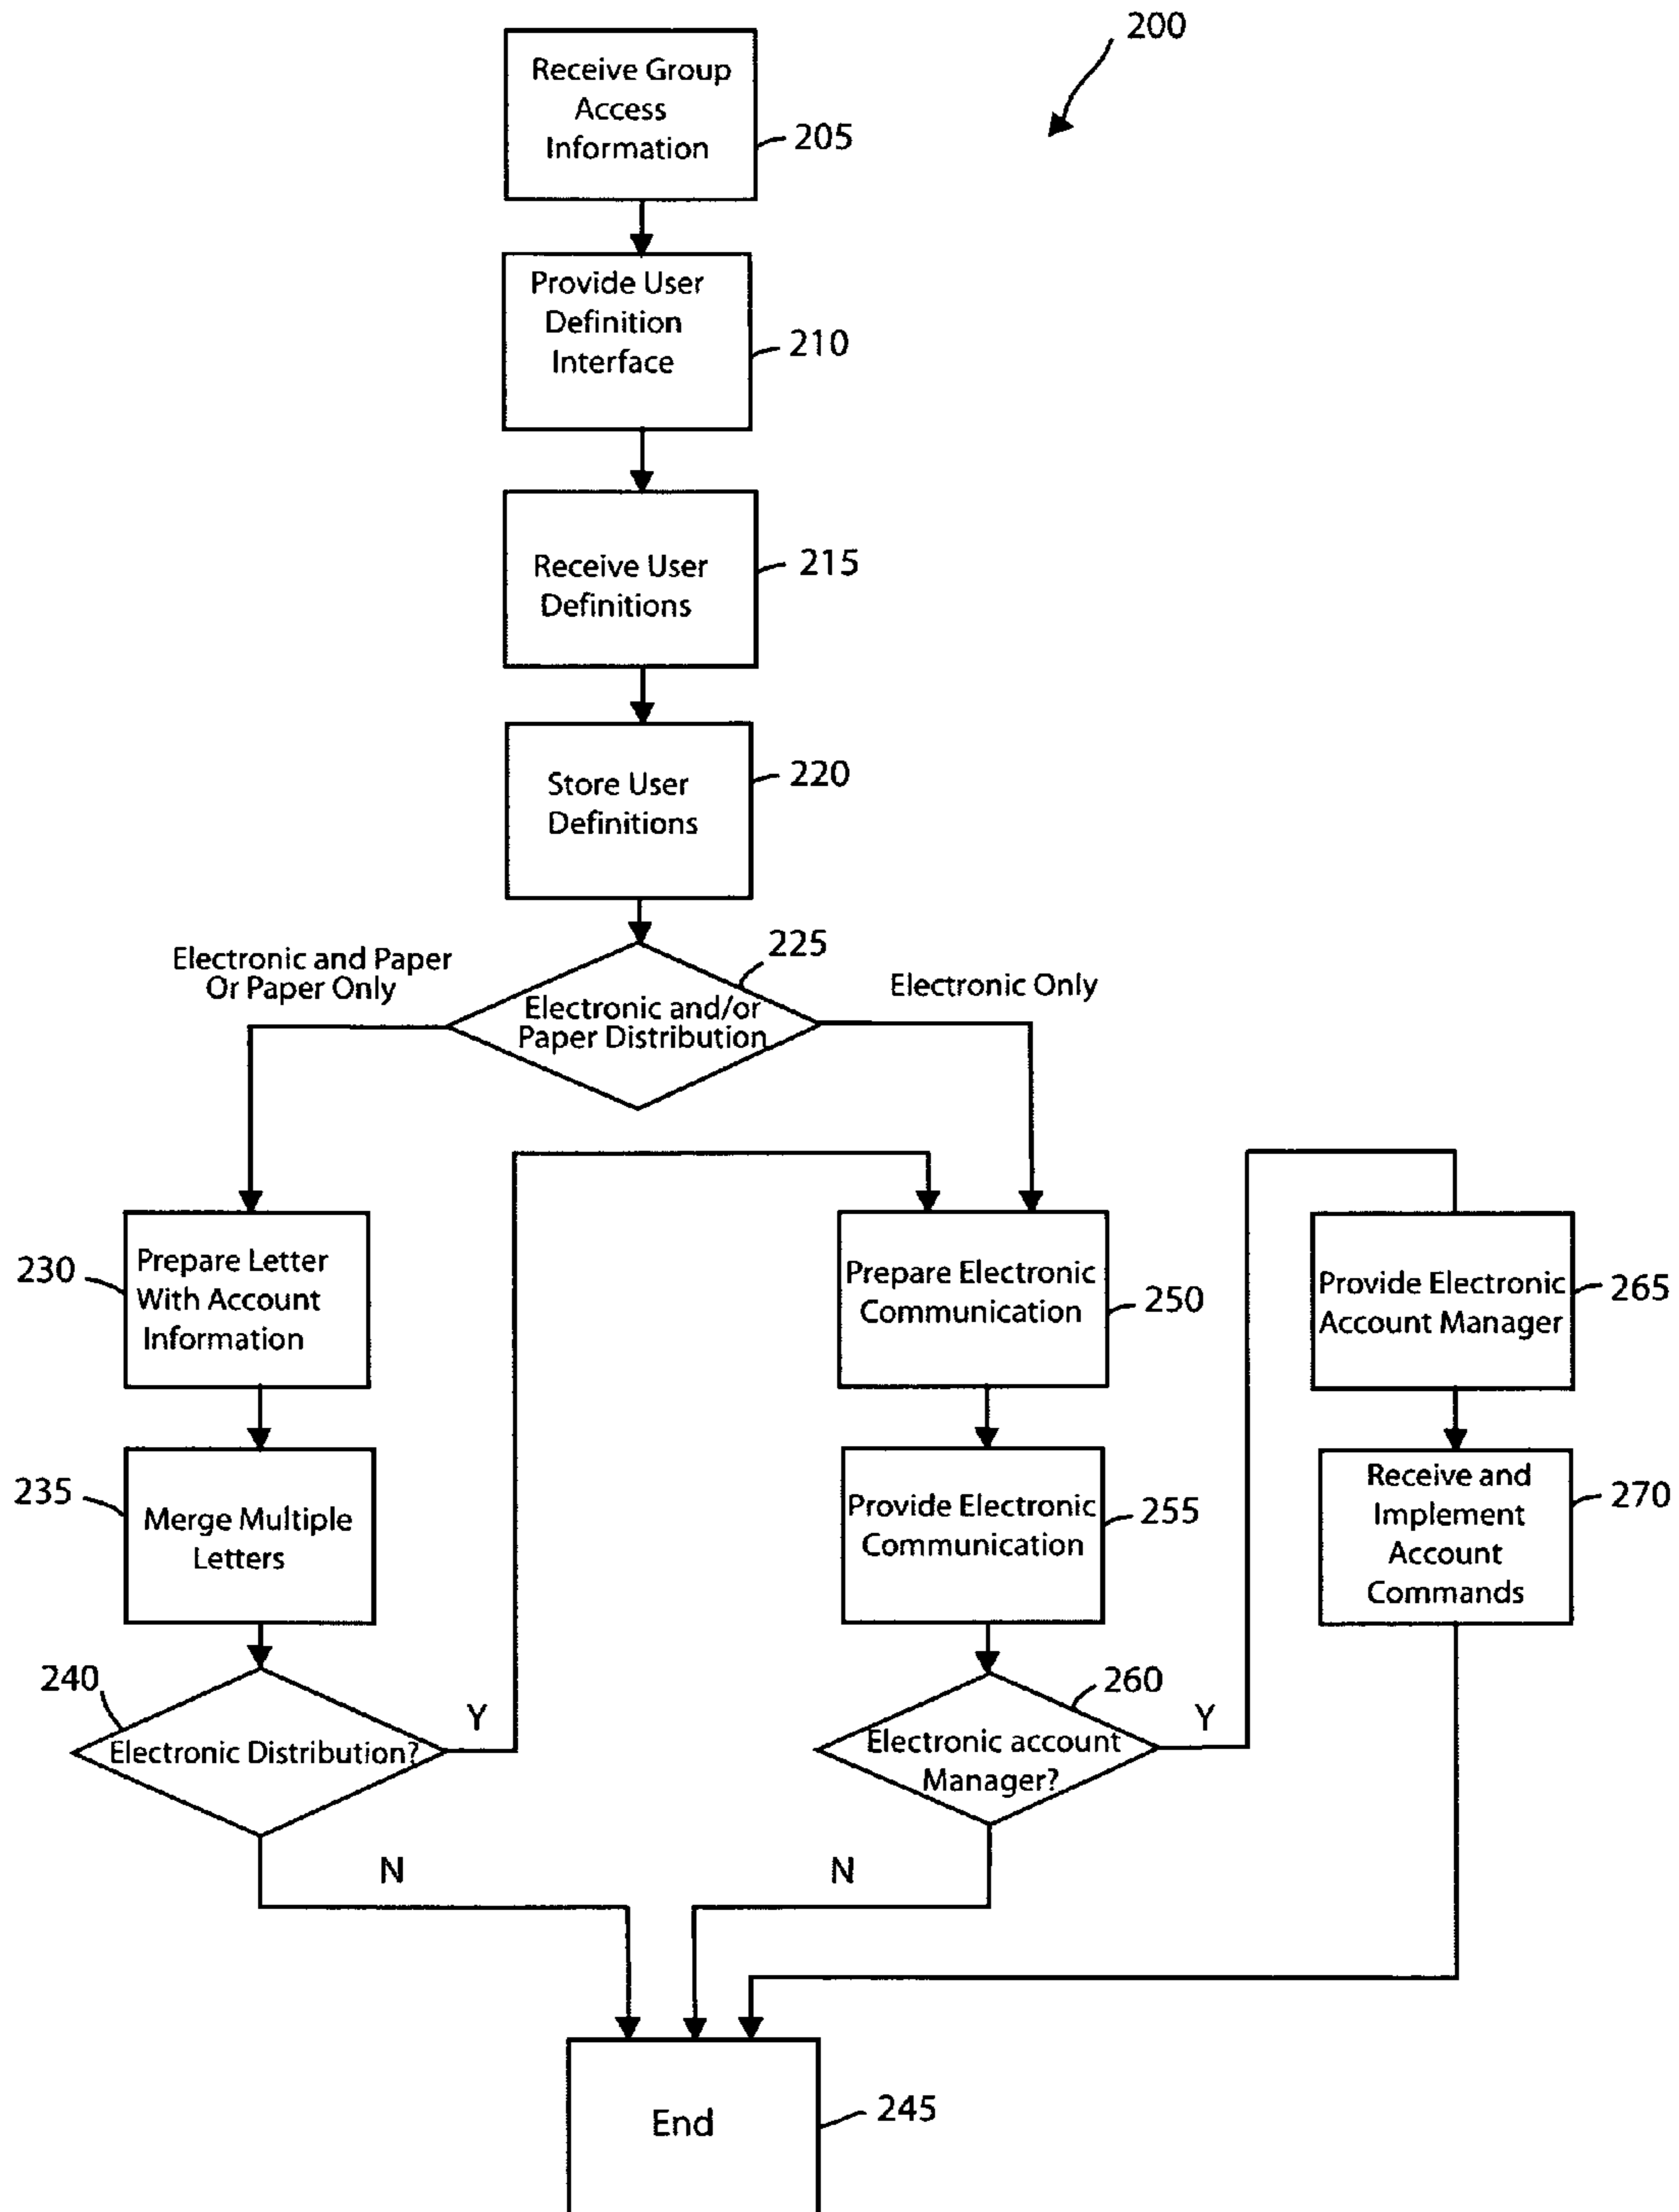 200
Receive Group
Access
Information
205
Provide User
Definition
Interface
210
Receive User
Definitions
215
Store User
Definitions
220
Electronic and Paper
Or Paper Only
225
Electronic Only
Electronic and/or
Paper Distribution
230
Prepare Letter
With Account
Information
Prepare Electronic
Communication
250
Provide Electronic
Account Manager
265
235
Merge Multiple
Letters
Provide Electronic
Communication
255
Receive and
Implement
Account
Commands
270
240
Electronic Distribution?
Y
N
260
Electronic account
Manager?
Y
N
End
245